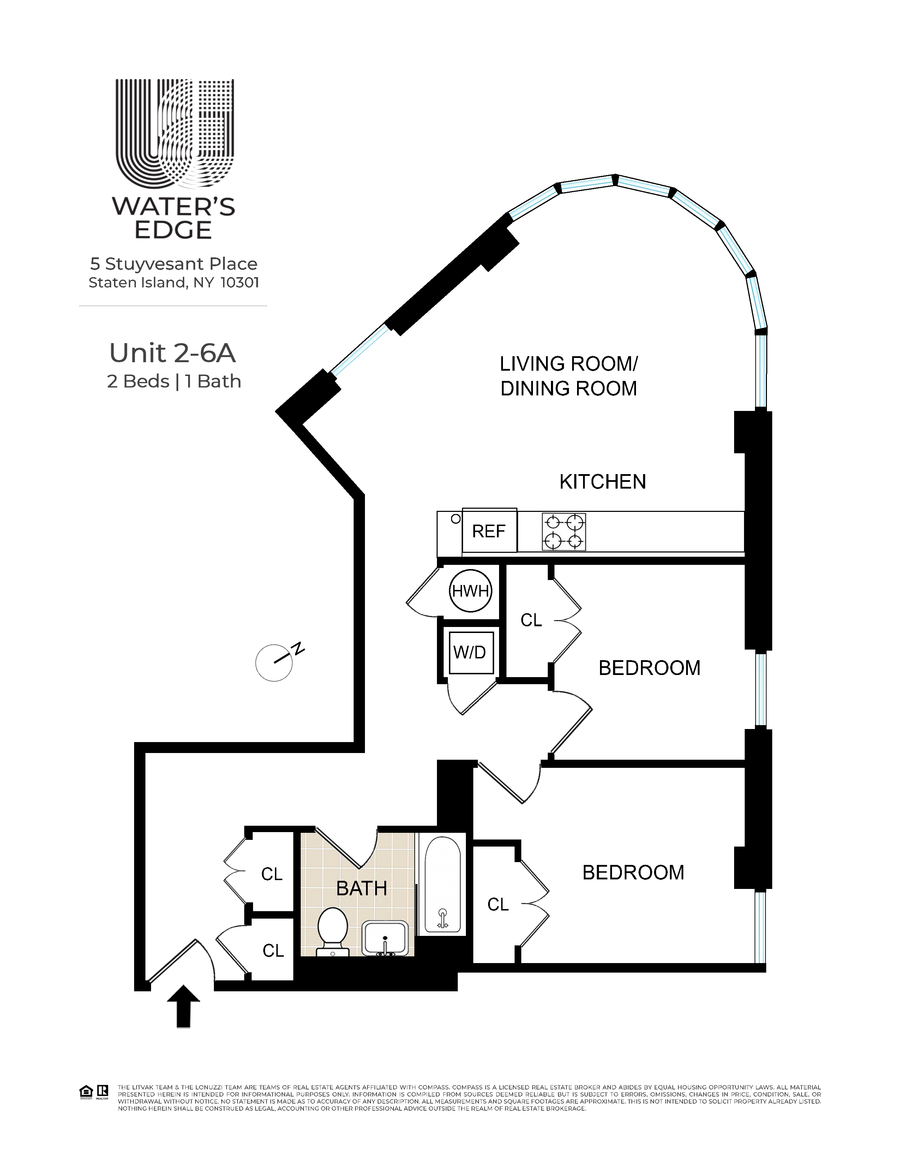 WATER'S
EDGE
5 Stuyvesant Place
Staten Island, NY 10301
Unit 2-6A
2 Beds | 1 Bath
LIVING ROOM/
DINING ROOM
KITCHEN
REF
HWH
CL
W/D
BEDROOM
N
BEDROOM
CL
BATH
CL
CL
THE LITVAK TEAM & THE LONUZZI TEAM ARE TEAMS OF REAL ESTATE AGENTS AFFILIATED WITH COMPASS. COMPASS IS A LICENSED REAL ESTATE BROKER AND ABIDES BY EQUAL HOUSING OPPORTUNITY LAWS. ALL MATERIAL
PRESENTED HEREIN IS INTENDED FOR INFORMATIONAL PURPOSES ONLY. INFORMATION IS COMPILED FROM SOURCES DEEMED RELIABLE BUT IS SUBJECT TO ERRORS, OMISSIONS, CHANGES IN PRICE, CONDITION, SALE, OR
WITHDRAWAL WITHOUT NOTICE. NO STATEMENT IS MADE AS TO ACCURACY OF ANY DESCRIPTION. ALL MEASUREMENTS AND SQUARE FOOTAGES ARE APPROXIMATE. THIS IS NOT INTENDED TO SOLICIT PROPERTY ALREADY LISTED.
NOTHING HEREIN SHALL BE CONSTRUED AS LEGAL, ACCOUNTING OR OTHER PROFESSIONAL ADVICE OUTSIDE THE REALM OF REAL ESTATE BROKERAGE.